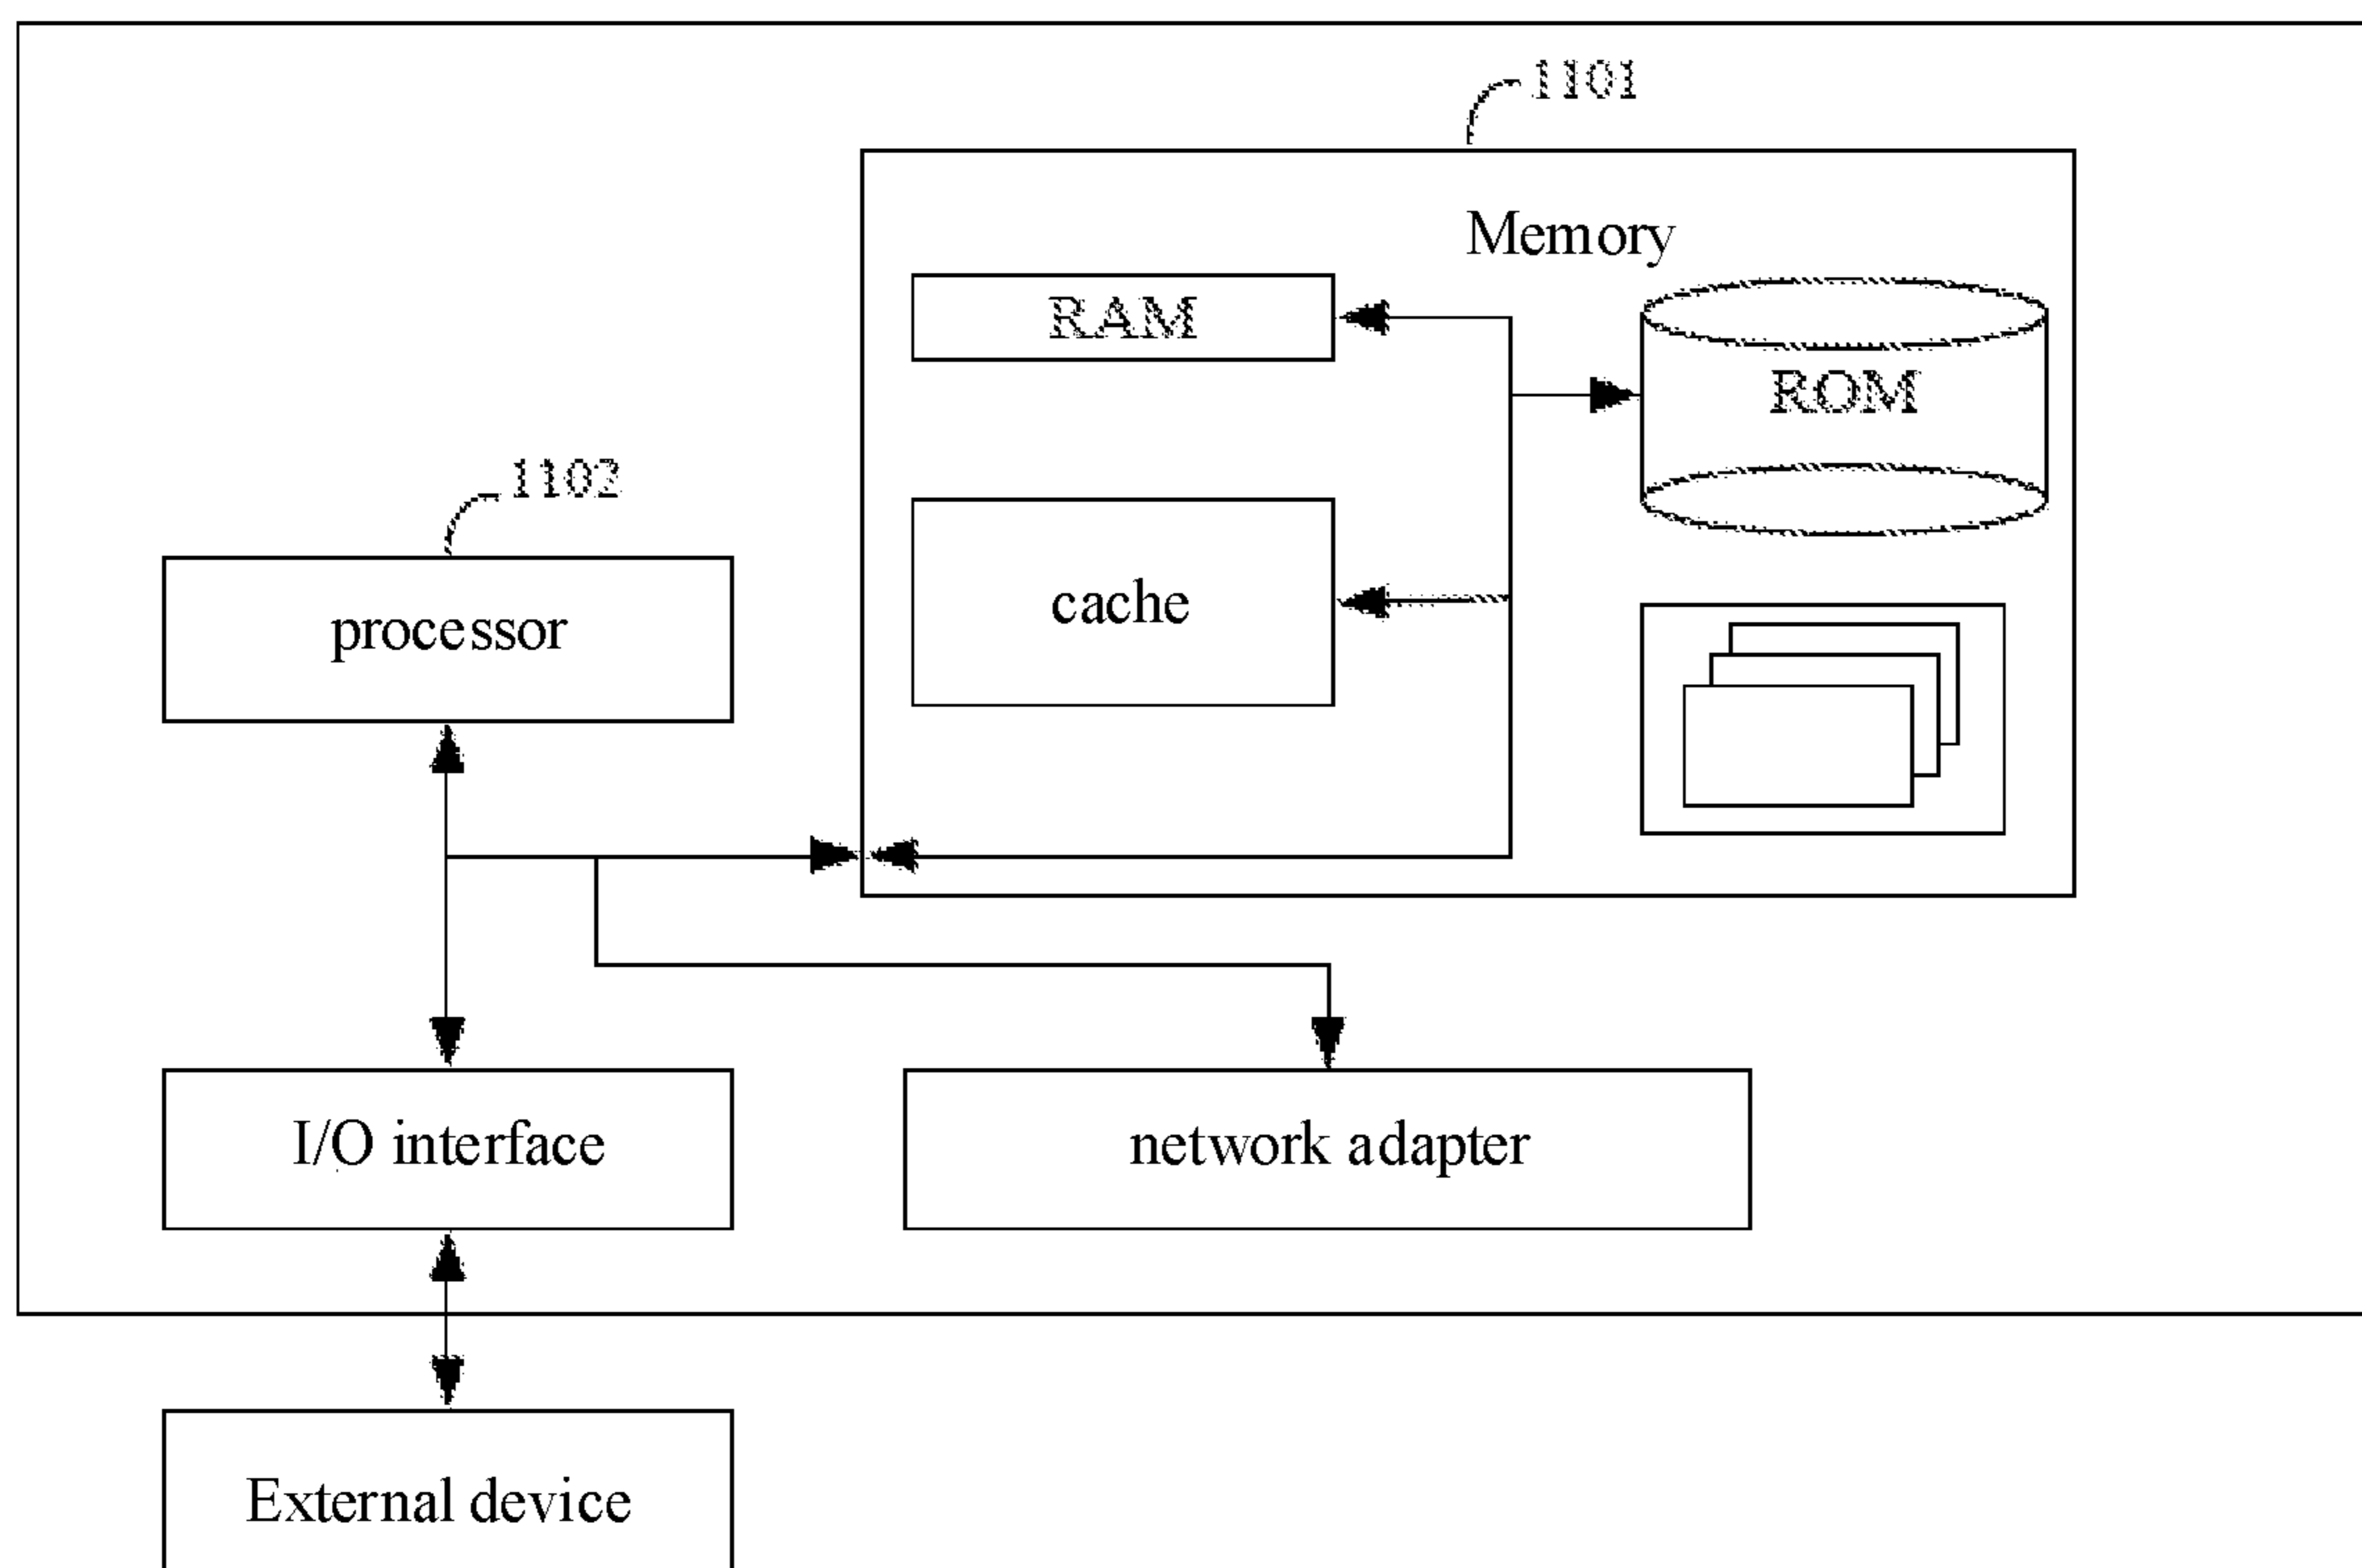 1101
Memory
RAM
ROM
1102
processor
cache
I/O interface
network adapter
External device